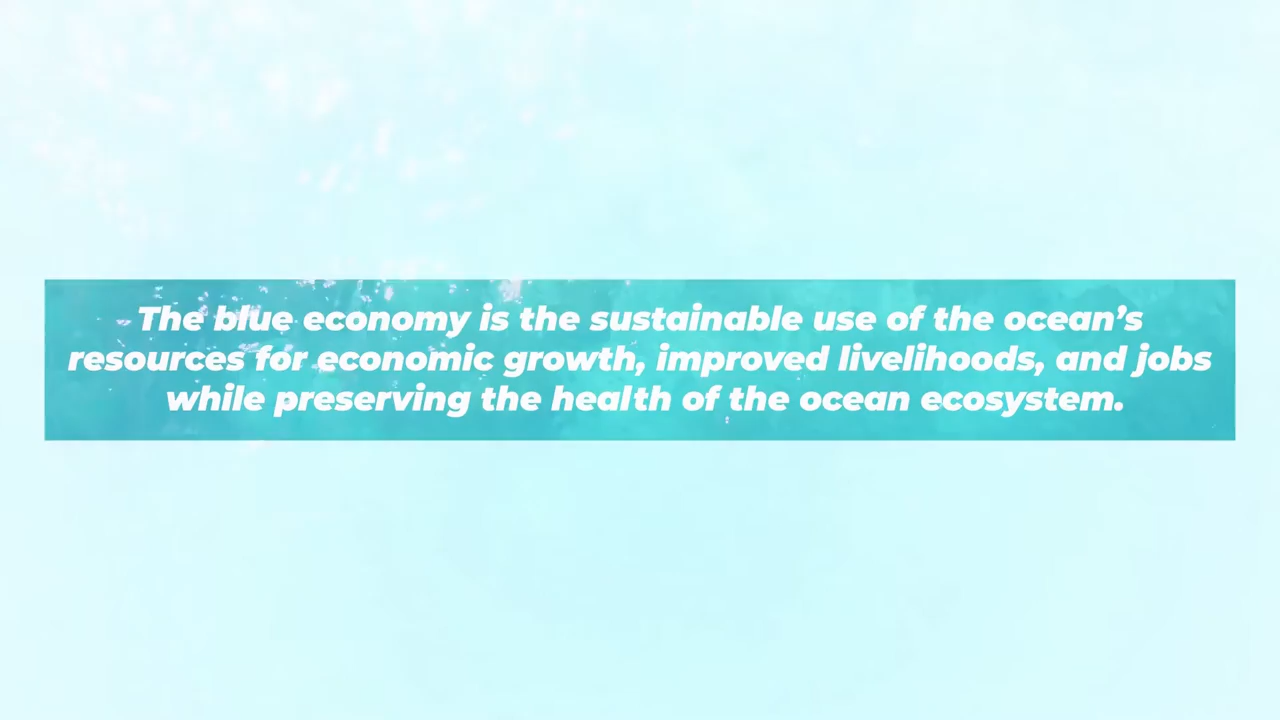 The blue economy is the sustainable use of the ocean’s
resources for economic growth, improved livelihoods, and jobs
while preserving the health of the ocean ecosystem.